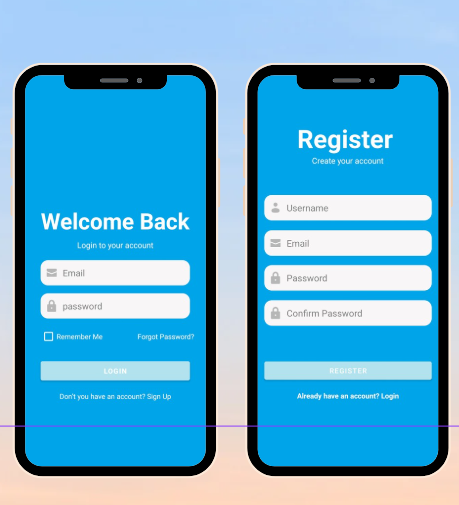 Welcome Back
Login to your account
Email
password
Remember Me Forgot Password?
LOGIN
Don't you have an account? Sign Up
Register
Create your account
Username
Email
Password
Confirm Password
REGISTER
Already have an account? Login